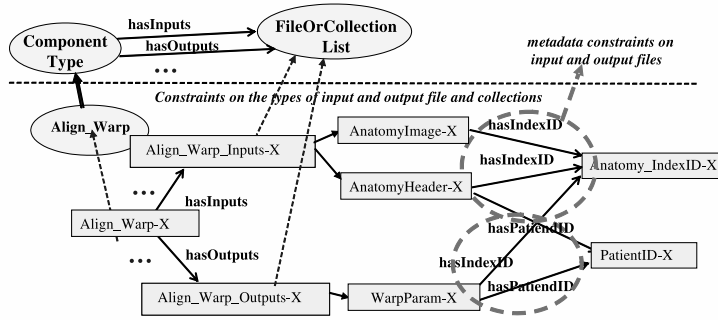 hasInputs
FileOrCollection
List
Component
Type
hasOutputs
...
metadata constraints on
input and output files
Constraints on the types of input and output file and collections
Align_Warp
AnatomyImage-X
hasIndexID
Align_Warp_Inputs-X
hasIndexID
Anatomy_IndexID-X
AnatomyHeader-X
...
hasInputs
Align_Warp-X
hasPatiendID
hasOutputs
...
hasIndexID
PatientID-X
hasPatiendID
Align_Warp_Outputs-X
WarpParam-X